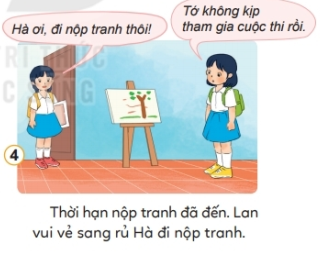 Hà ơi, đi nộp tranh thôi!
Tớ không kịp
tham gia cuộc thi rồi.
4
Thời hạn nộp tranh đã đến. Lan
vui vẻ sang rủ Hà đi nộp tranh.